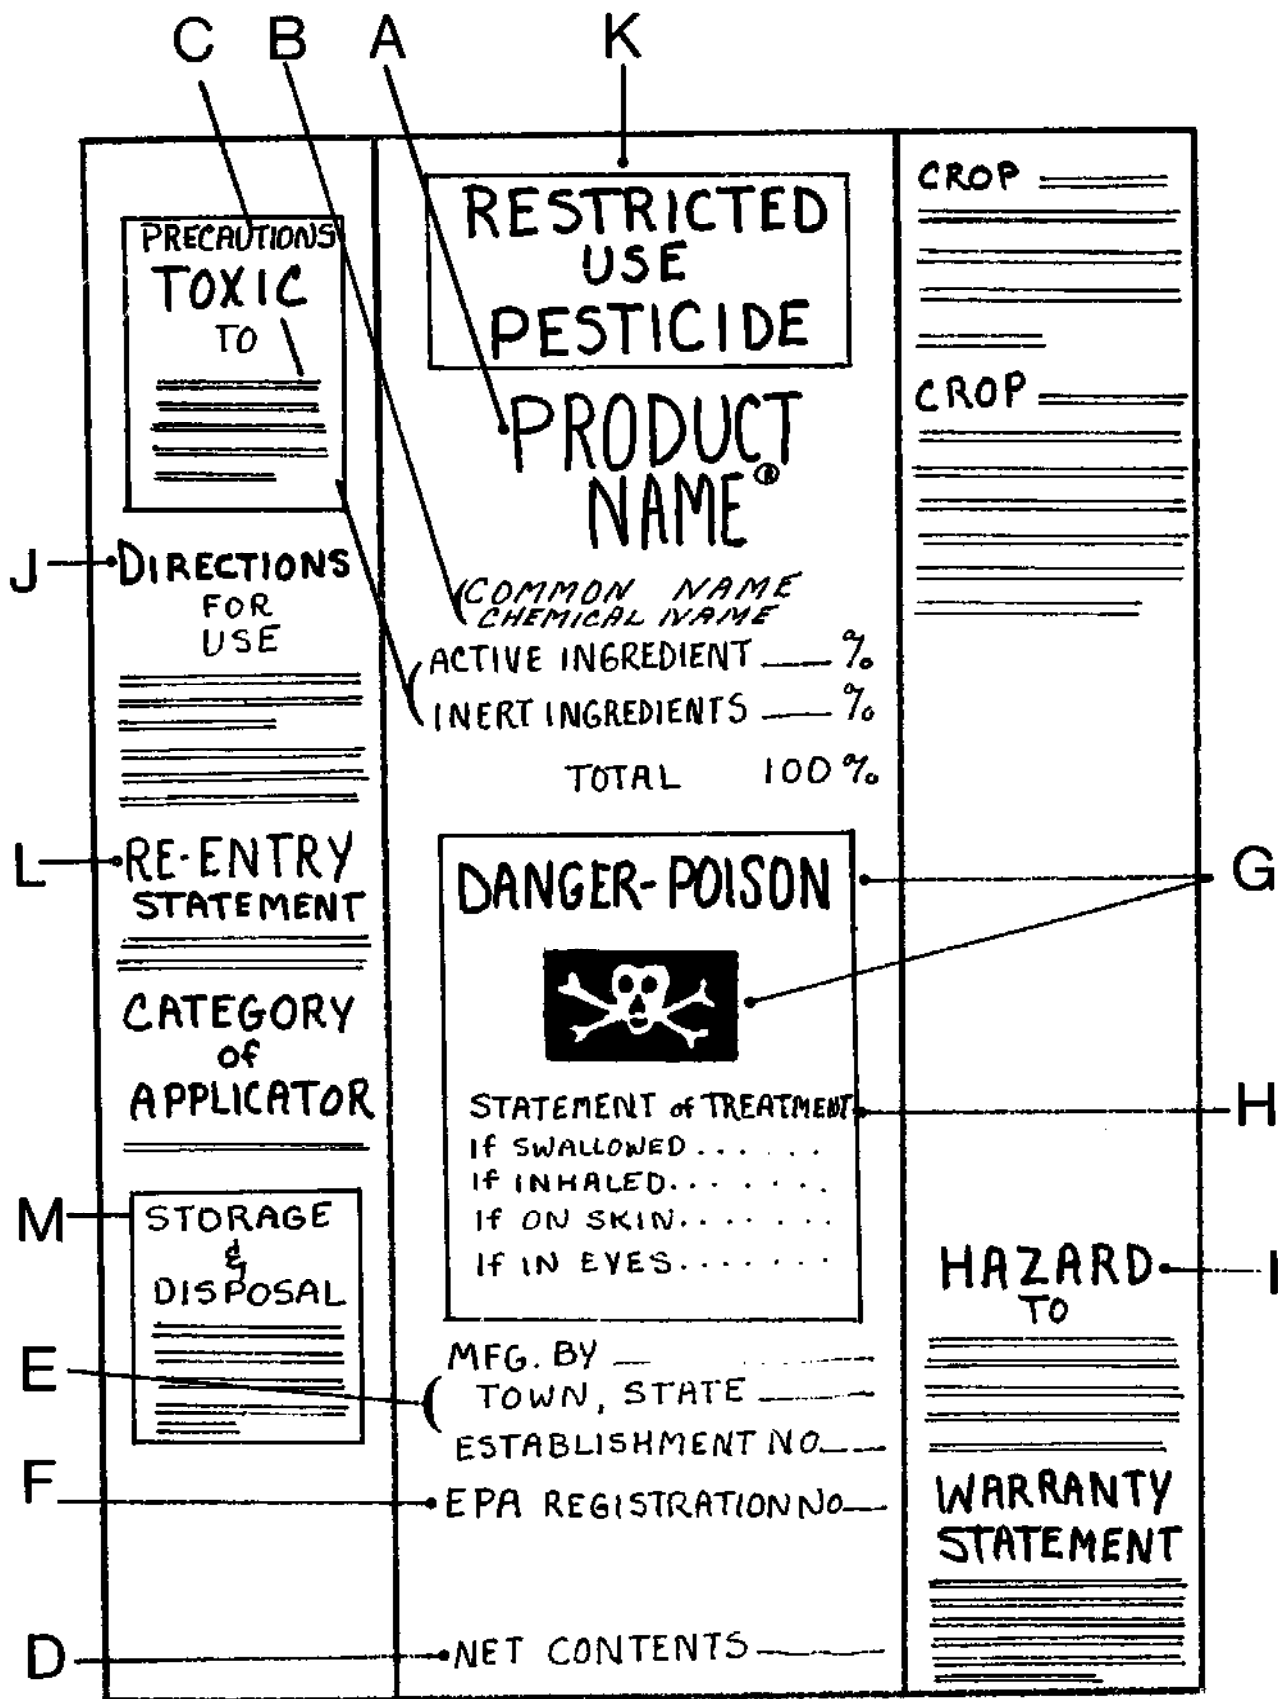 C B A K
PRECAUTIONS
TOXIC
TO
J
DIRECTIONS
FOR
USE
L
RE-ENTRY
STATEMENT
CATEGORY
of
APPLICATOR
M
STORAGE
&
DISPOSAL
E
F
D
RESTRICTED
USE
PESTICIDE
PRODUCT
NAME®
COMMON NAME
CHEMICAL NAME
ACTIVE INGREDIENT ___ %
INERT INGREDIENTS ___ %
TOTAL 100%
DANGER-POISON
STATEMENT of TREATMENT
If SWALLOWED......
If INHALED.......
If ON SKIN.......
If IN EYES.......
MFG. BY
TOWN, STATE
ESTABLISHMENT NO
EPA REGISTRATION NO
NET CONTENTS
CROP
CROP
G
H
HAZARD
TO
I
WARRANTY
STATEMENT